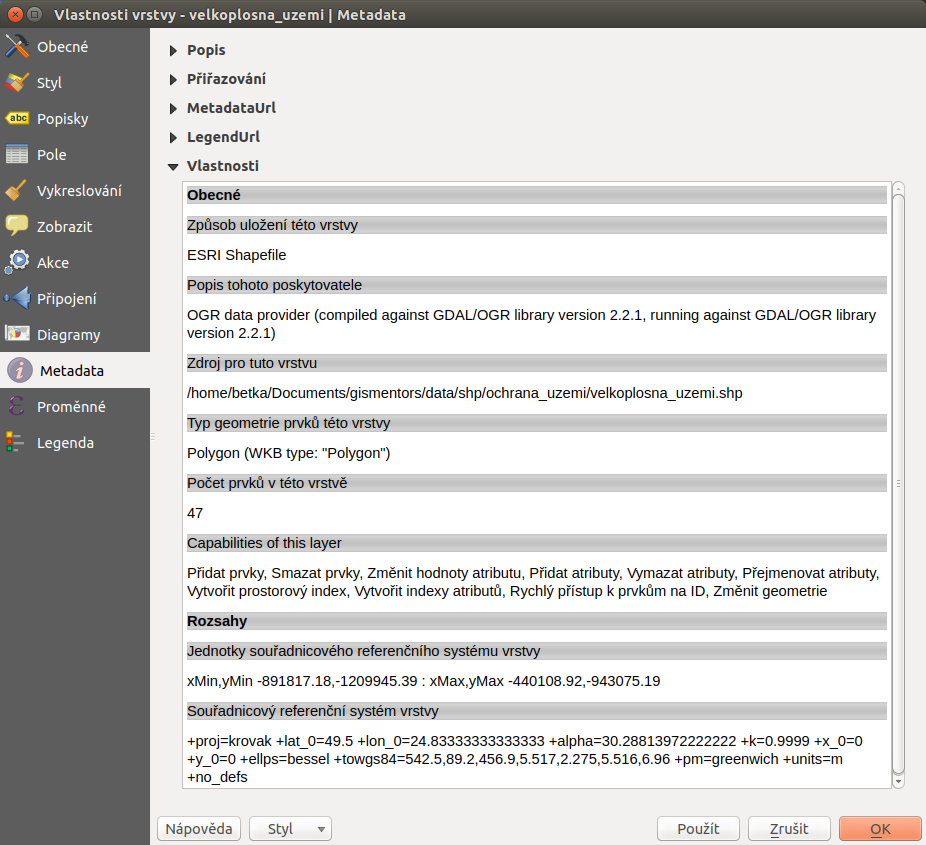 Vlastnosti vrstvy - velkoplosna_uzemi | Metadata
Obecné
Styl
abc
Popisky
Pole
Vykreslování
Zobrazit
Akce
Připojení
Diagramy
Metadata
Proměnné
Legenda
Popis
Přiřazování
MetadataUrl
LegendUrl
Vlastnosti
Obecné
Způsob uložení této vrstvy
ESRI Shapefile
Popis tohoto poskytovatele
OGR data provider (compiled against GDAL/OGR library version 2.2.1, running against GDAL/OGR library
version 2.2.1)
Zdroj pro tuto vrstvu
/home/betka/Documents/gismentors/data/shp/ochrana_uzemi/velkoplosna_uzemi.shp
Typ geometrie prvků této vrstvy
Polygon (WKB type: "Polygon")
Počet prvků v této vrstvě
47
Capabilities of this layer
Přidat prvky, Smazat prvky, Změnit hodnoty atributu, Přidat atributy, Vymazat atributy, Přejmenovat atributy,
Vytvořit prostorový index, Vytvořit indexy atributů, Rychlý přístup k prvkům na ID, Změnit geometrie
Rozsahy
Jednotky souřadnicového referenčního systému vrstvy
xMin,yMin -891817.18,-1209945.39 : xMax,yMax -440108.92,-943075.19
Souřadnicový referenční systém vrstvy
+proj=krovak +lat_0=49.5 +lon_0=24.83333333333333 +alpha=30.28813972222222 +k=0.9999 +x_0=0
+y_0=0 +ellps=bessel +towgs84=542.5,89.2,456.9,5.517,2.275,5.516,6.96 +pm=greenwich +units=m
+no_defs
Nápověda
Styl
Použít
Zrušit
OK